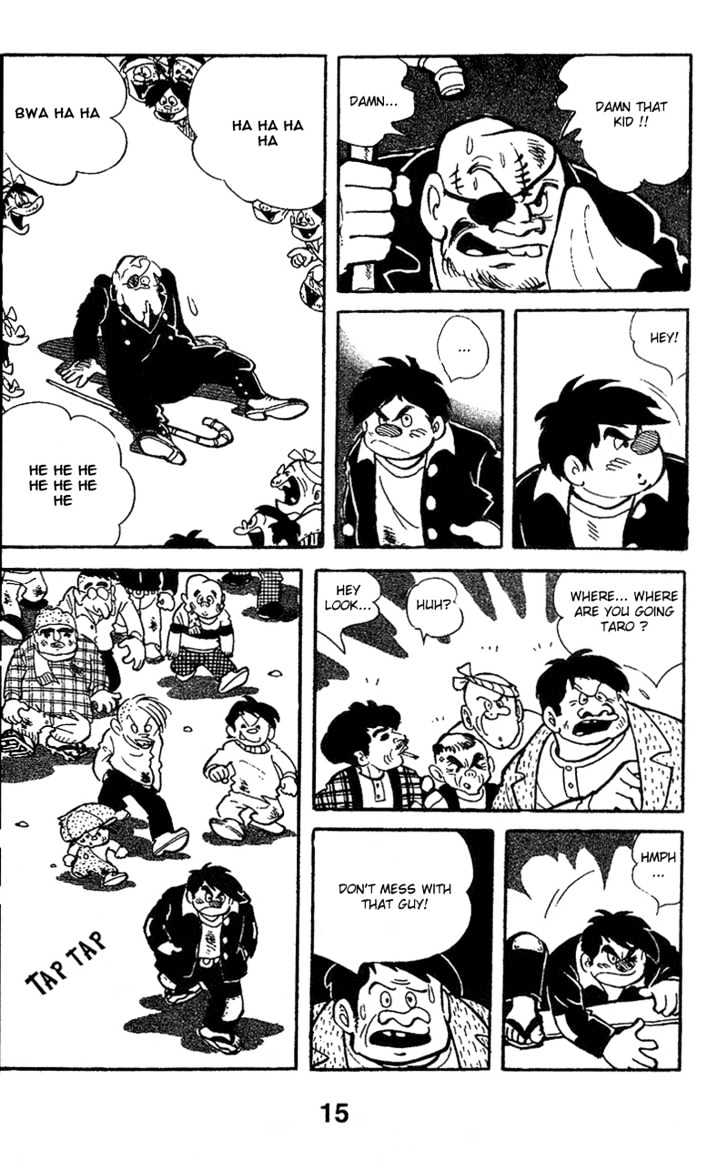 DAMN THAT
KID !!
DAMN...
HEY!
...
HA HA HA
HA
BWA HA HA
HE HE HE
HE HE HE
HE
WHERE... WHERE
ARE YOU GOING
TARO ?
HUH?
HEY
LOOK...
HMPH
...
DON'T MESS WITH
THAT GUY!
TAP TAP
15